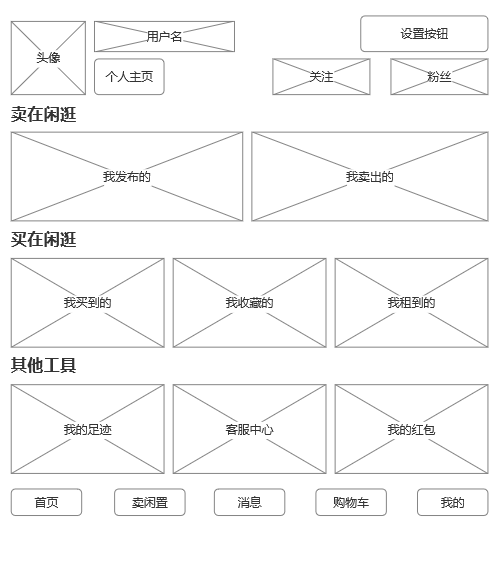 头像
用户名
设置按钮
个人主页
关注
粉丝
卖在闲逛
我发布的
我卖出的
买在闲逛
我买到的
我收藏的
我租到的
其他工具
我的足迹
客服中心
我的红包
首页
卖闲置
消息
购物车
我的